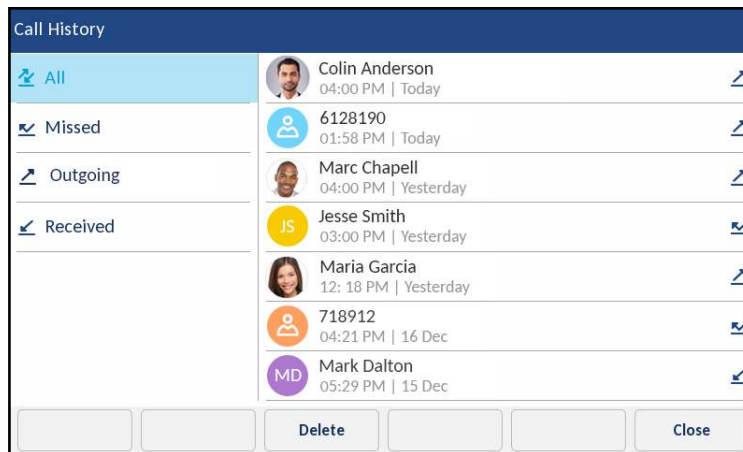 Call History
All
Missed
Outgoing
Received
Colin Anderson
04:00 PM | Today
6128190
01:58 PM | Today
Marc Chapell
04:00 PM | Yesterday
JS
Jesse Smith
03:00 PM | Yesterday
Maria Garcia
12: 18 PM | Yesterday
718912
04:21 PM | 16 Dec
MD
Mark Dalton
05:29 PM | 15 Dec
Delete
Close